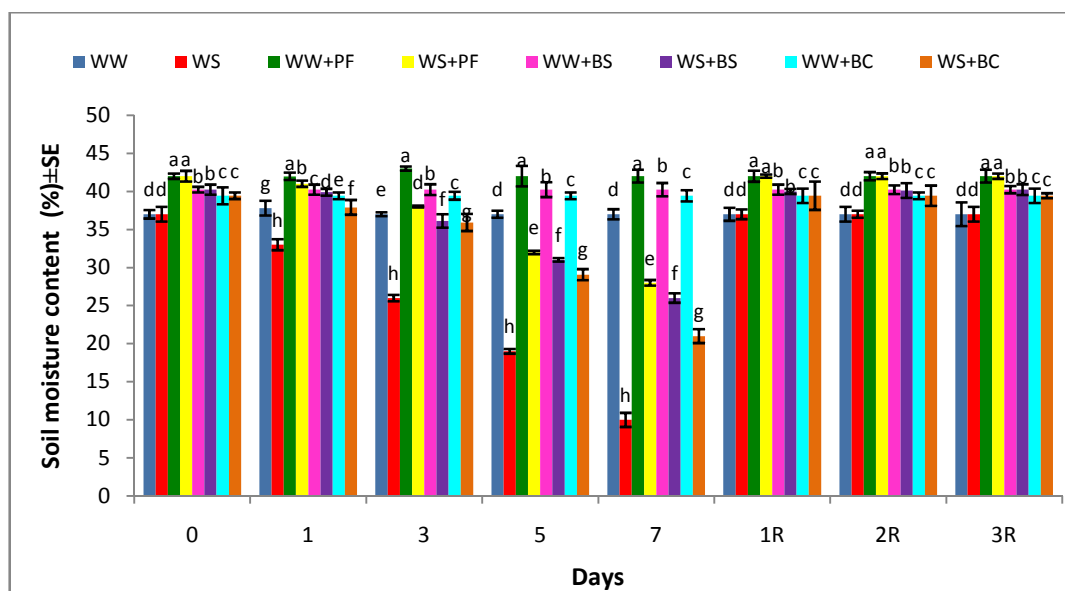 WW WS WW+PF WS+PF WW+BS WS+BS WW+BC WS+BC
Soil moisture content (%)±SE
50
45
40
35
30
25
20
15
10
5
0
d d a a b b c c
g h a b c d e f
e h a d b f c g
d h a e b f c g
d h a e b f c g
d d a a b b c c
d d a a b b c c
d d a a b b c c
0 1 3 5 7 1R 2R 3R
Days